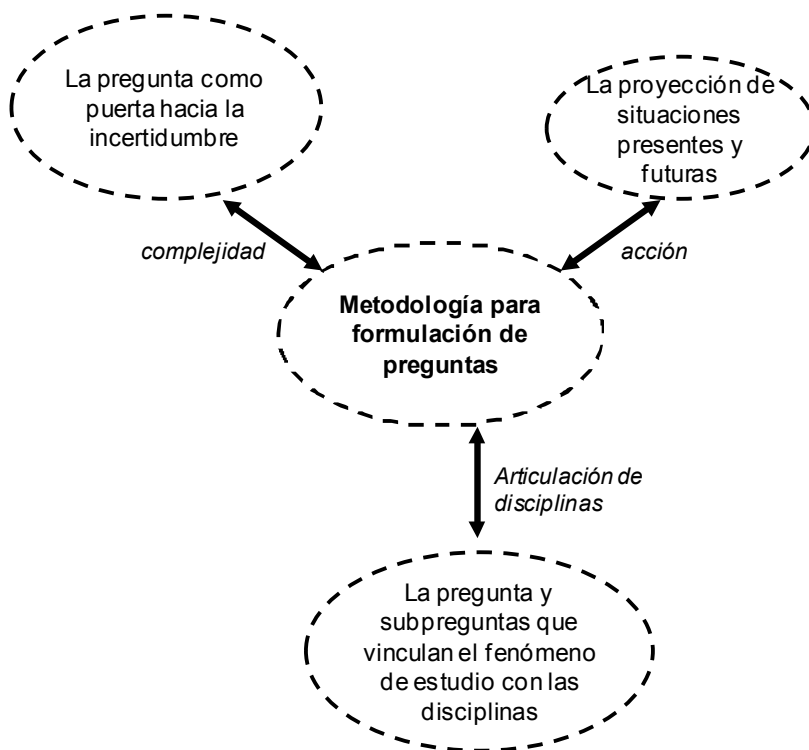 La pregunta como
puerta hacia la
incertidumbre
La proyección de
situaciones
presentes y
futuras
complejidad
acción
Metodología para
formulación de
preguntas
Articulación de
disciplinas
La pregunta y
subpreguntas que
vinculan el fenómeno
de estudio con las
disciplinas